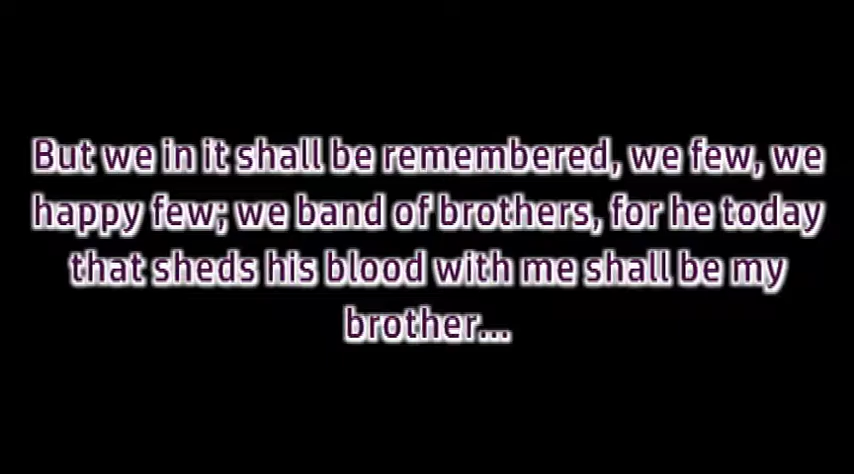 But we in it shall be remembered, we few, we
happy few; we band of brothers, for he today
that sheds his blood with me shall be my
brother...